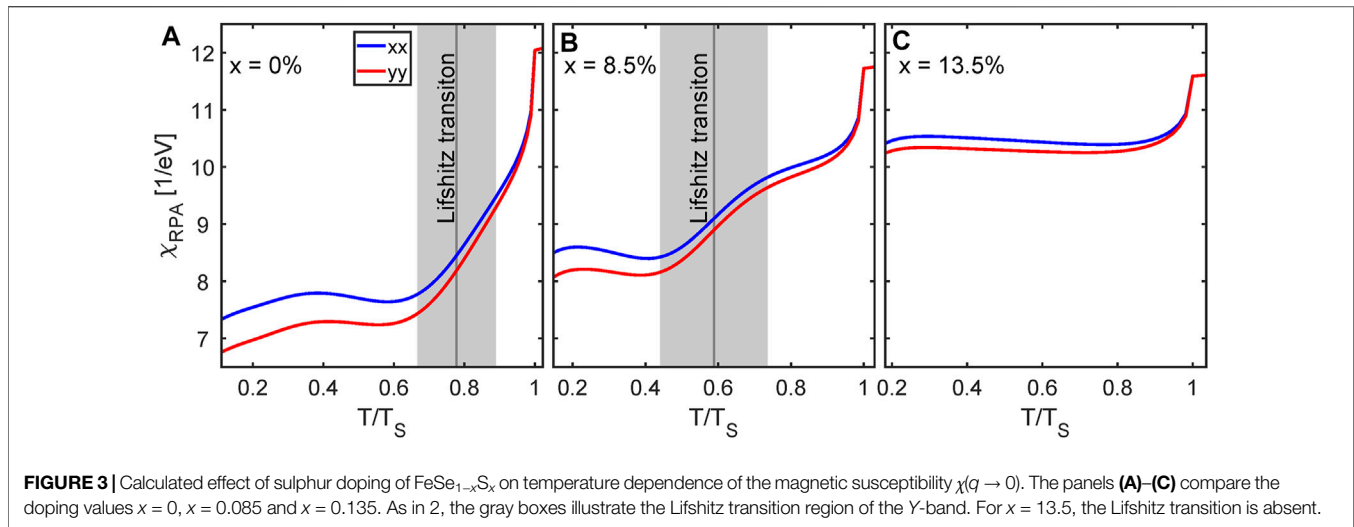 A
x = 0%
xx
yy
Lifshitz transiton
B
x = 8.5%
Lifshitz transiton
C
x = 13.5%
12
11
10
9
8
7
χRPA [1/eV]
0.2 0.4 0.6 0.8 1
0.2 0.4 0.6 0.8 1
0.2 0.4 0.6 0.8 1
T/TS
T/TS
T/TS
FIGURE 3 | Calculated effect of sulphur doping of FeSe1−xSx on temperature dependence of the magnetic susceptibility χ(q → 0). The panels (A)–(C) compare the
doping values x = 0, x = 0.085 and x = 0.135. As in 2, the gray boxes illustrate the Lifshitz transition region of the Y-band. For x = 13.5, the Lifshitz transition is absent.